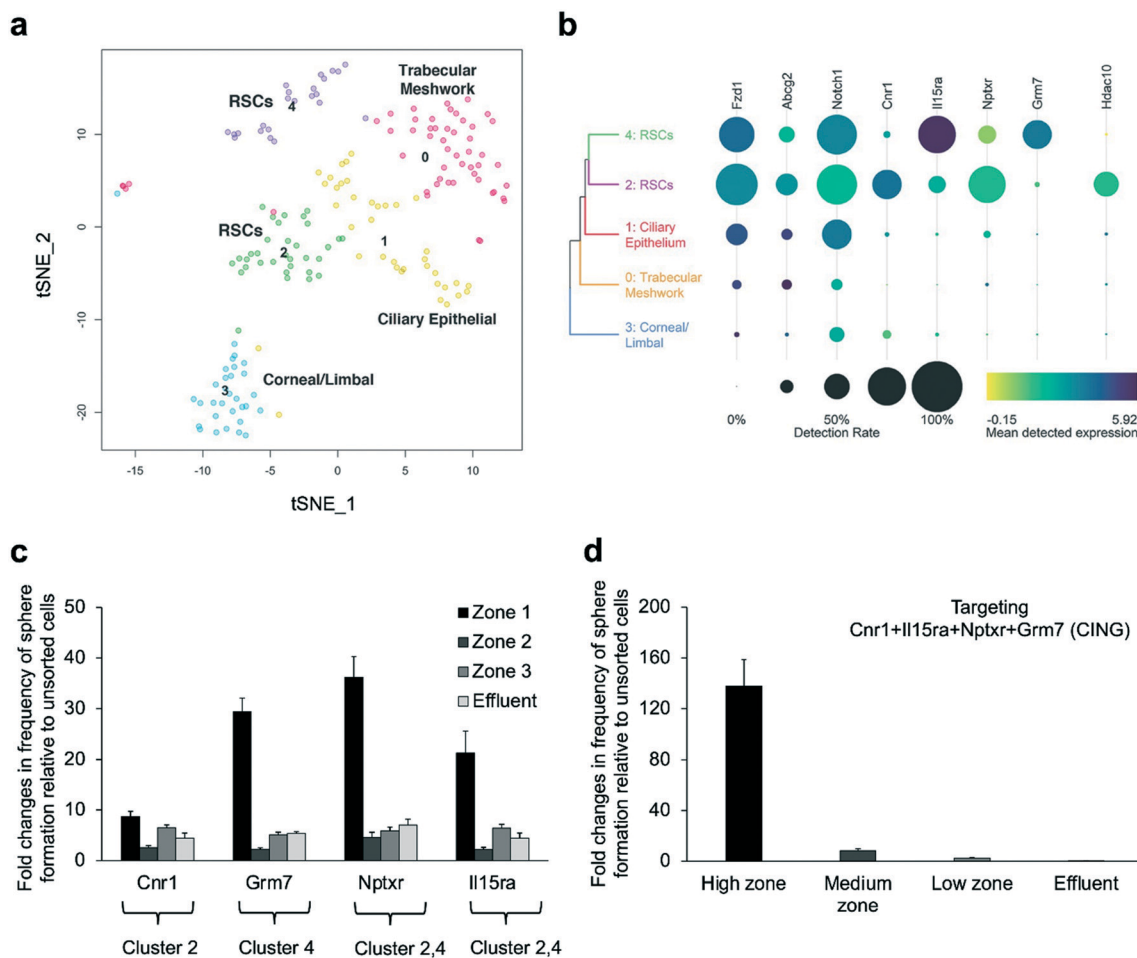 a
tSNE_2
10
0
-10
-20
RSCs
4
Trabecular
Meshwork
0
RSCs
2
1
Ciliary Epithelial
Corneal/Limbal
3
-15
-10
-5
0
5
10
tSNE_1
b
Fzd1
Abcg2
Notch1
Cnr1
Il15ra
Nptxr
Grm7
Hdac10
4: RSCs
2: RSCs
1: Ciliary
Epithelium
0: Trabecular
Meshwork
3: Corneal/
Limbal
0%
50%
100%
Detection Rate
-0.15
5.92
Mean detected expression
c
Fold changes in frequency of sphere
formation relative to unsorted cells
50
40
30
20
10
0
Zone 1
Zone 2
Zone 3
Effluent
Cnr1
Grm7
Nptxr
Il15ra
Cluster 2
Cluster 4
Cluster 2,4
Cluster 2,4
d
Fold changes in frequency of sphere
formation relative to unsorted cells
200
160
120
80
40
0
Targeting
Cnr1+Il15ra+Nptxr+Grm7 (CING)
High zone
Medium
zone
Low zone
Effluent